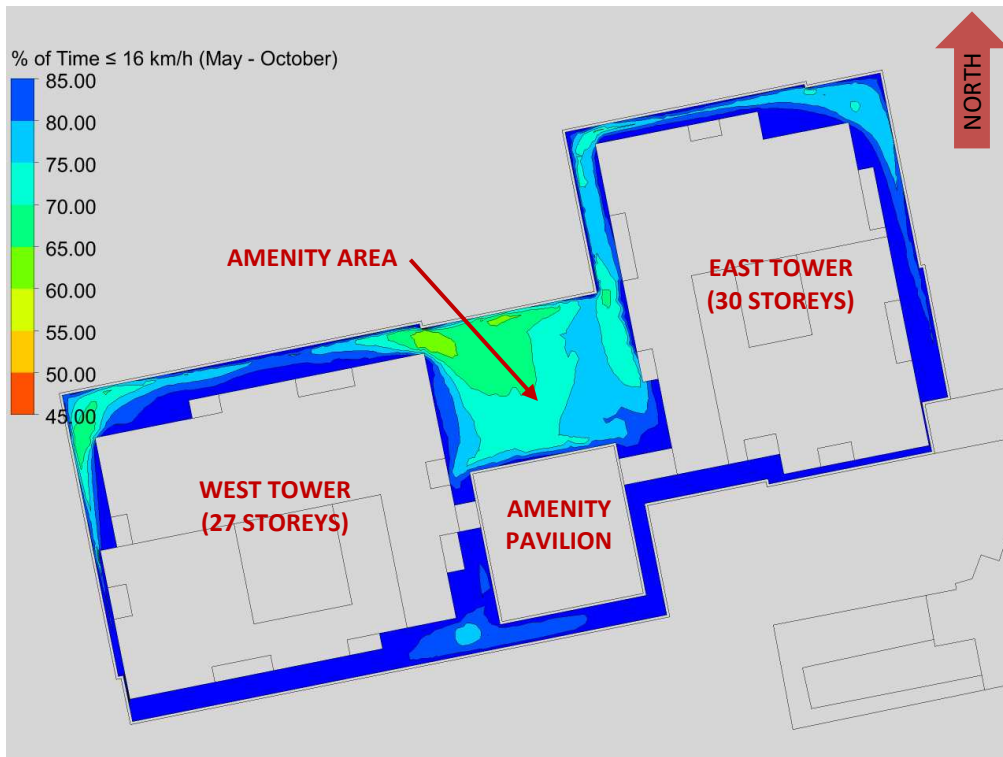 % of Time ≤ 16 km/h (May - October)
85.00
80.00
75.00
70.00
65.00
60.00
55.00
50.00
45.00
NORTH
AMENITY AREA
EAST TOWER
(30 STOREYS)
WEST TOWER
(27 STOREYS)
AMENITY
PAVILION